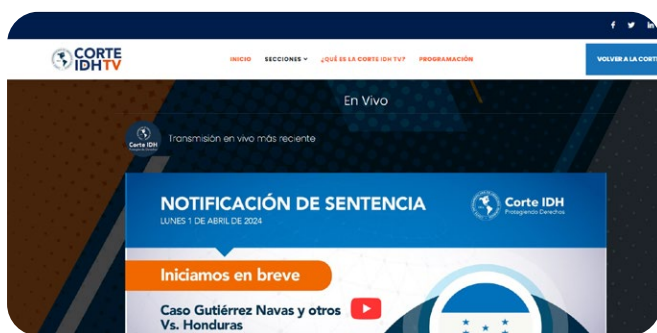 CORTE
IDHTV
INICIO SECCIONES ¿QUÉ ES LA CORTE IDH TV? PROGRAMACIÓN
VOLVER A LA CORTE
En Vivo
Corte IDH
Transmisión en vivo más reciente
NOTIFICACIÓN DE SENTENCIA
LUNES 1 DE ABRIL DE 2024
Corte IDH
Protegiendo Derechos
Iniciamos en breve
Caso Gutiérrez Navas y otros
Vs. Honduras